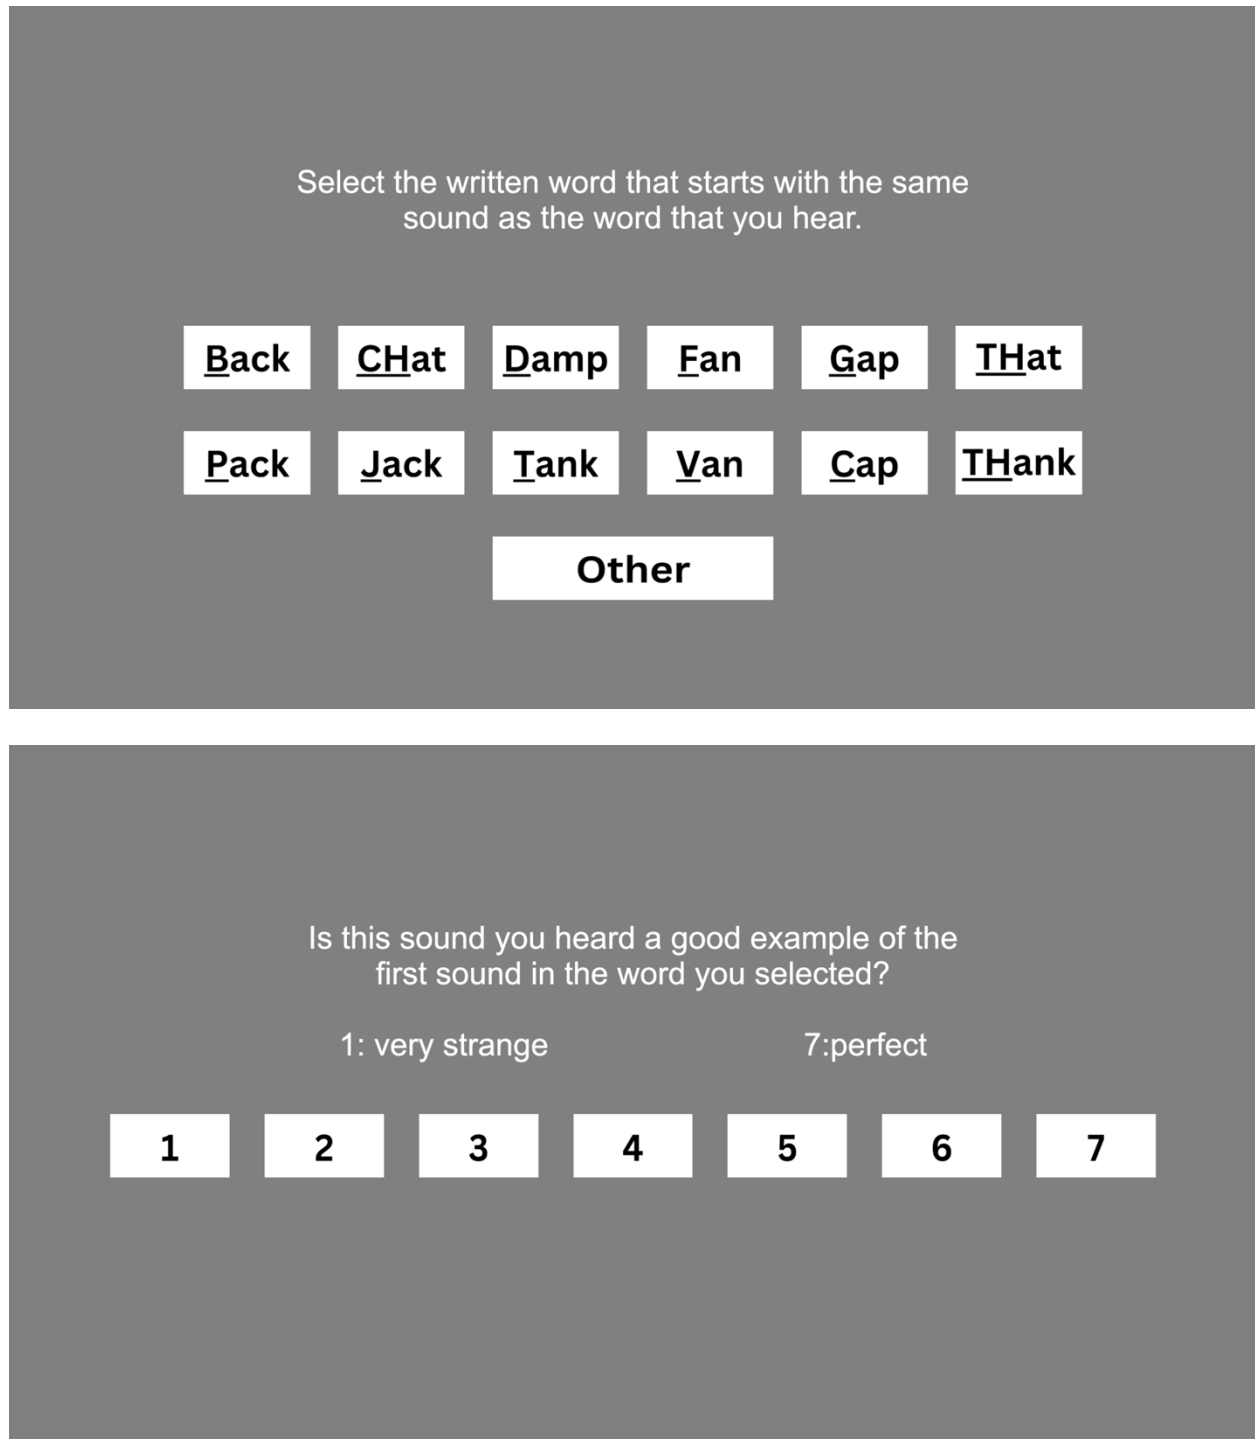 Select the written word that starts with the same
sound as the word that you hear.
Back CHat Damp Fan Gap THat
Pack Jack Tank Van Cap THank
Other
Is this sound you heard a good example of the
first sound in the word you selected?
1: very strange 7:perfect
1 2 3 4 5 6 7